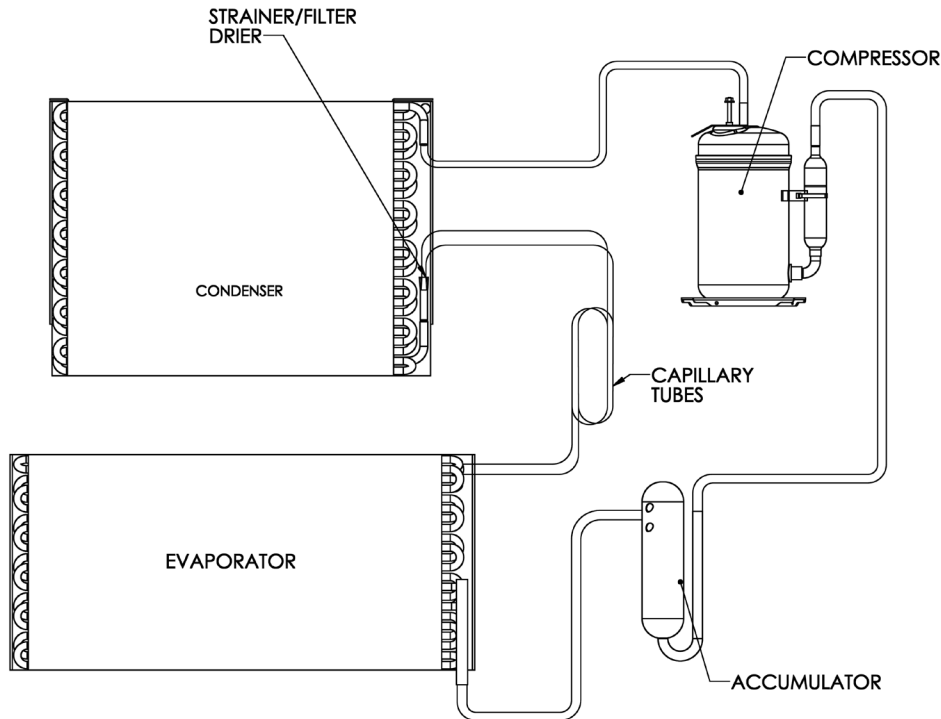 STRAINER/FILTER
DRIER
COMPRESSOR
CONDENSER
CAPILLARY
TUBES
EVAPORATOR
ACCUMULATOR